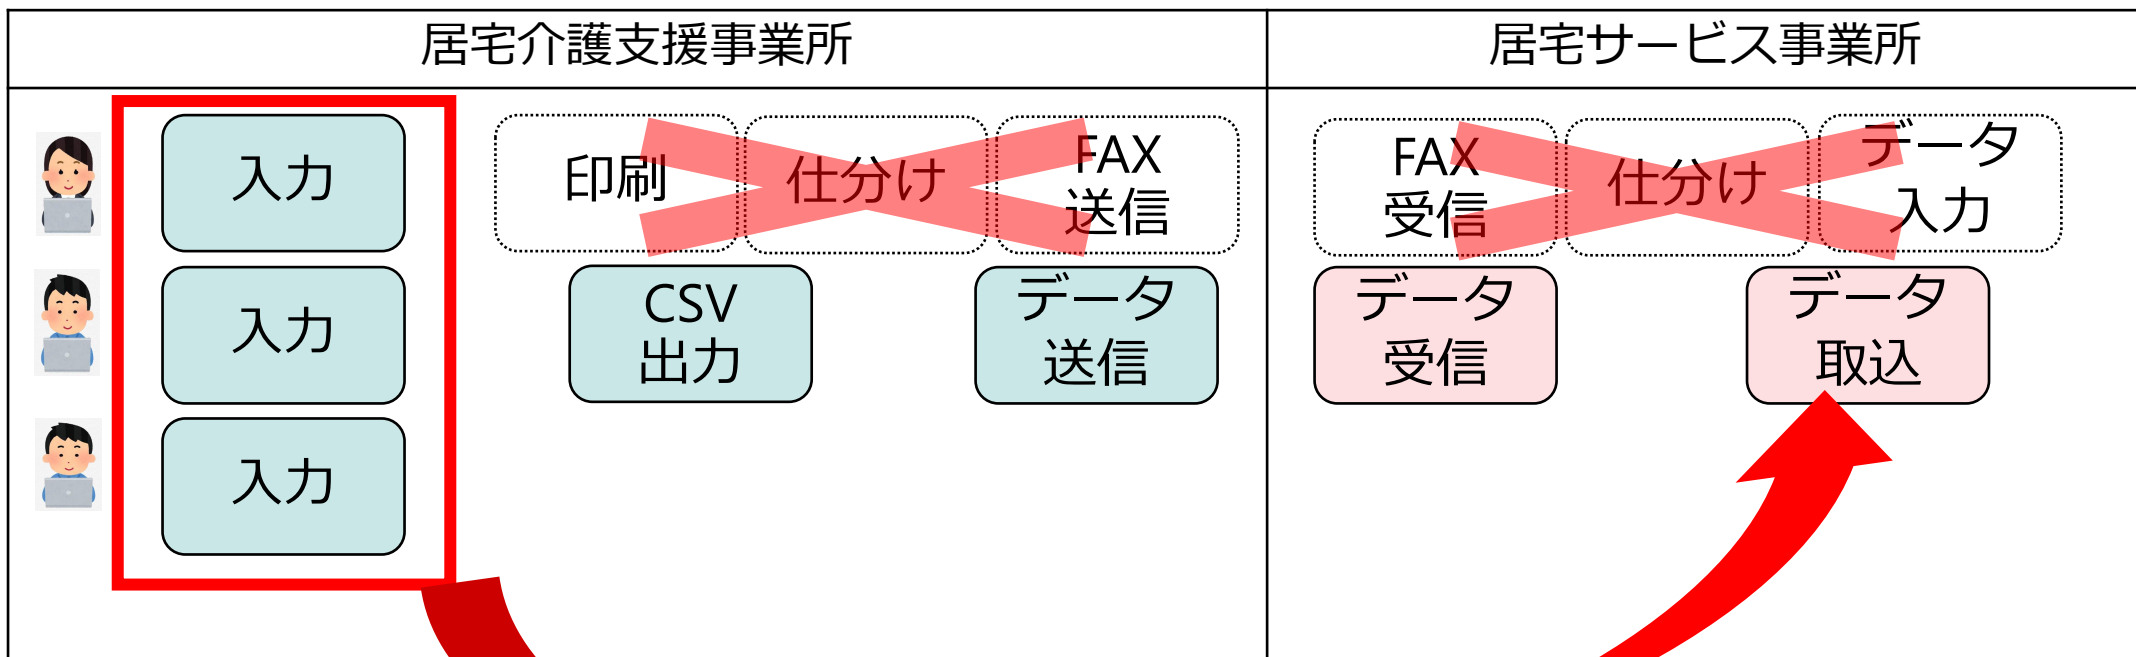 居宅介護支援事業所
居宅サービス事業所
入力
印刷
仕分け
FAX
送信
FAX
受信
仕分け
データ
入力
入力
CSV
出力
データ
送信
データ
受信
データ
取込
入力